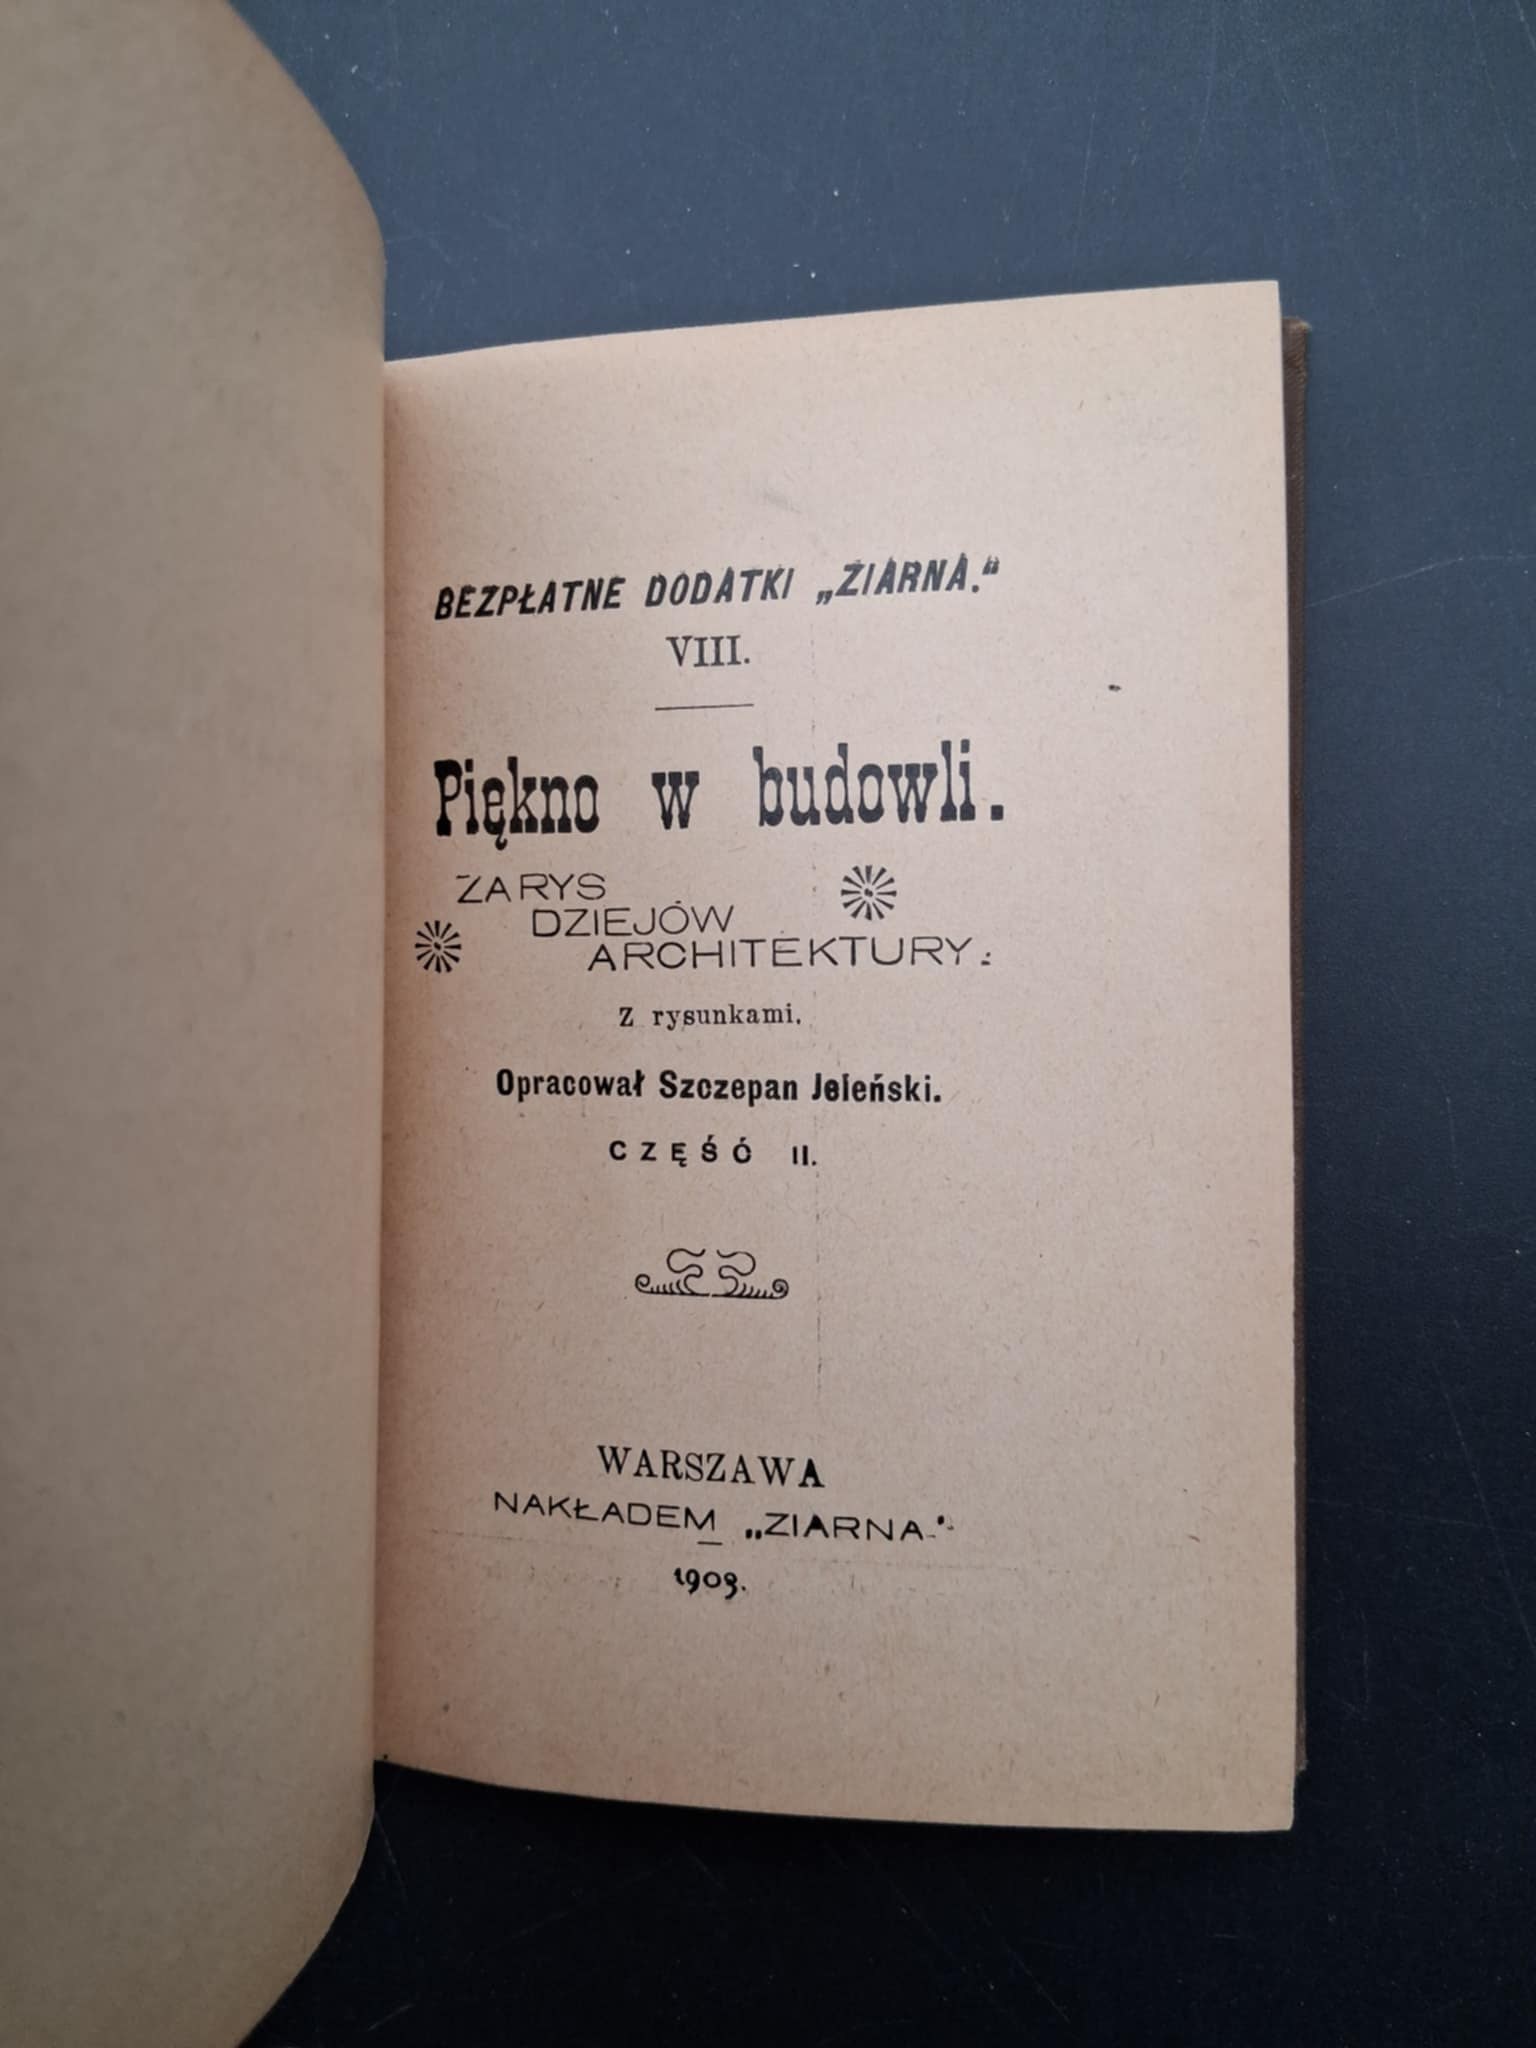 BEZPŁATNE DODATKI „ZIARNA.“
VIII.
Piękno w budowli.
ZARYS
DZIEJÓW
ARCHITEKTURY.
Z rysunkami.
Opracował Szczepan Jeleński.
CZĘŚĆ II.
WARSZAWA
NAKŁADEM „ZIARNA.“
1903.